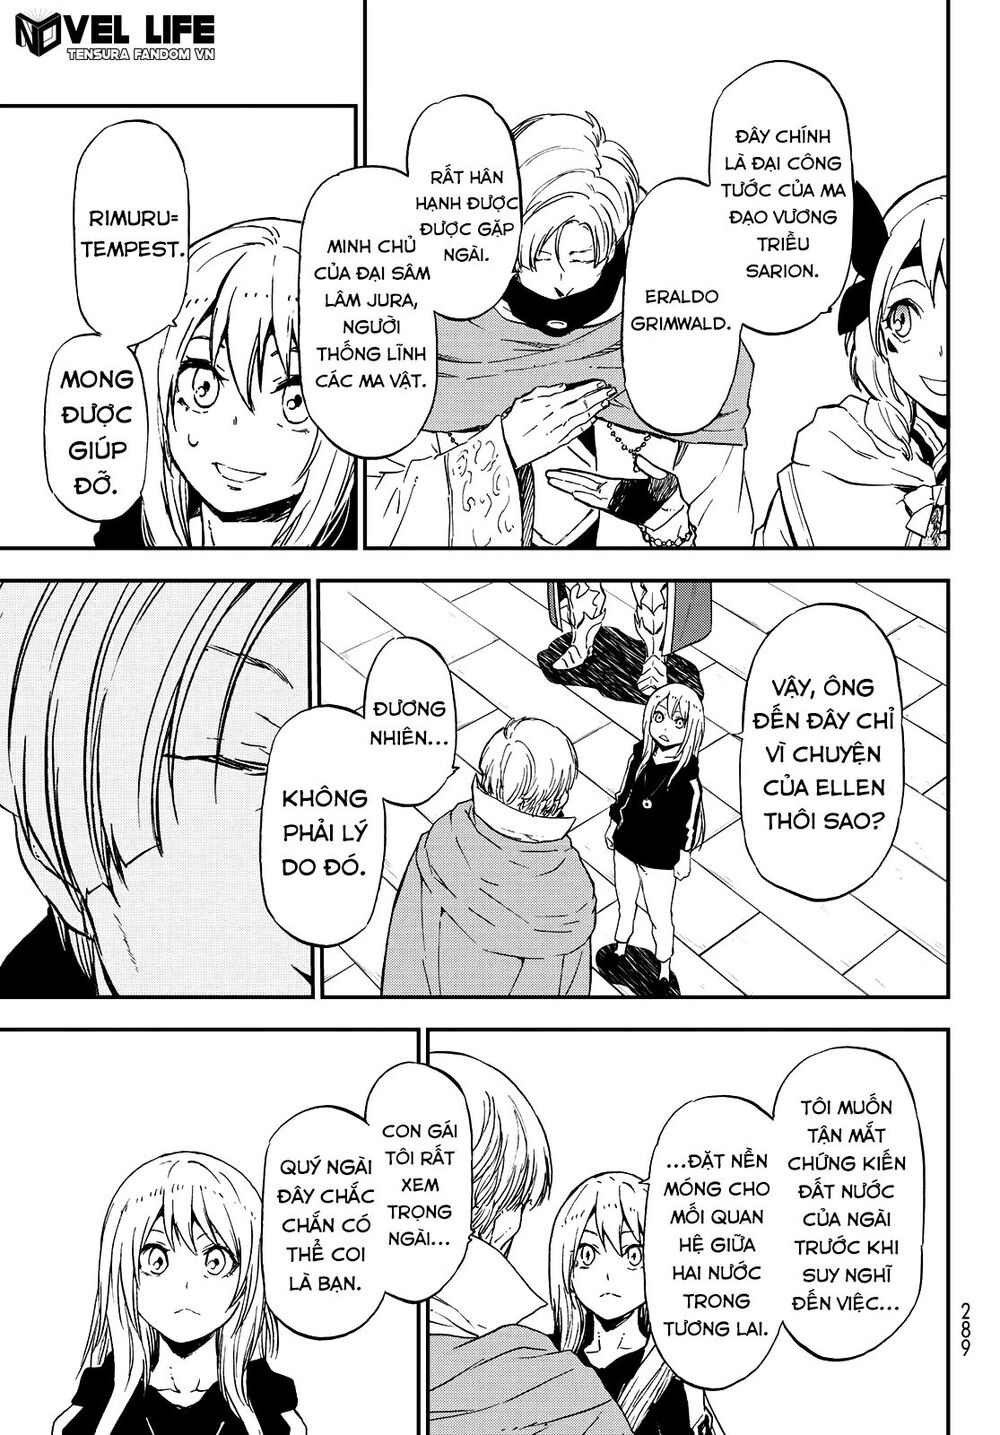 NOVEL LIFE
TENSURA FANDOM VN
ĐÂY CHÍNH
LÀ ĐẠI CÔNG
TƯỚC CỦA MA
ĐẠO VƯƠNG
TRIỀU
SARION.
ERALDO
GRIMWALD.
RẤT HÂN
HẠNH ĐƯỢC
ĐƯỢC GẶP
NGÀI.
MINH CHỦ
CỦA ĐẠI SÂM
LÂM JURA,
NGƯỜI
THỐNG LĨNH
CÁC MA VẬT.
RIMURU=
TEMPEST.
MONG
ĐƯỢC
GIÚP
ĐỠ.
VẬY, ÔNG
ĐẾN ĐÂY CHỈ
VÌ CHUYỆN
CỦA ELLEN
THÔI SAO?
ĐƯƠNG
NHIÊN...
KHÔNG
PHẢI LÝ
DO ĐÓ.
TÔI MUỐN
TẬN MẮT
CHỨNG KIẾN
ĐẤT NƯỚC
CỦA NGÀI
TRƯỚC KHI
SUY NGHĨ
ĐẾN VIỆC...
...ĐẶT NỀN
MÓNG CHO
MỐI QUAN
HỆ GIỮA
HAI NƯỚC
TRONG
TƯƠNG LAI.
CON GÁI
TÔI RẤT
XEM
TRỌNG
NGÀI...
QUÝ NGÀI
ĐÂY CHẮC
CHẮN CÓ
THỂ COI
LÀ BẠN.
289